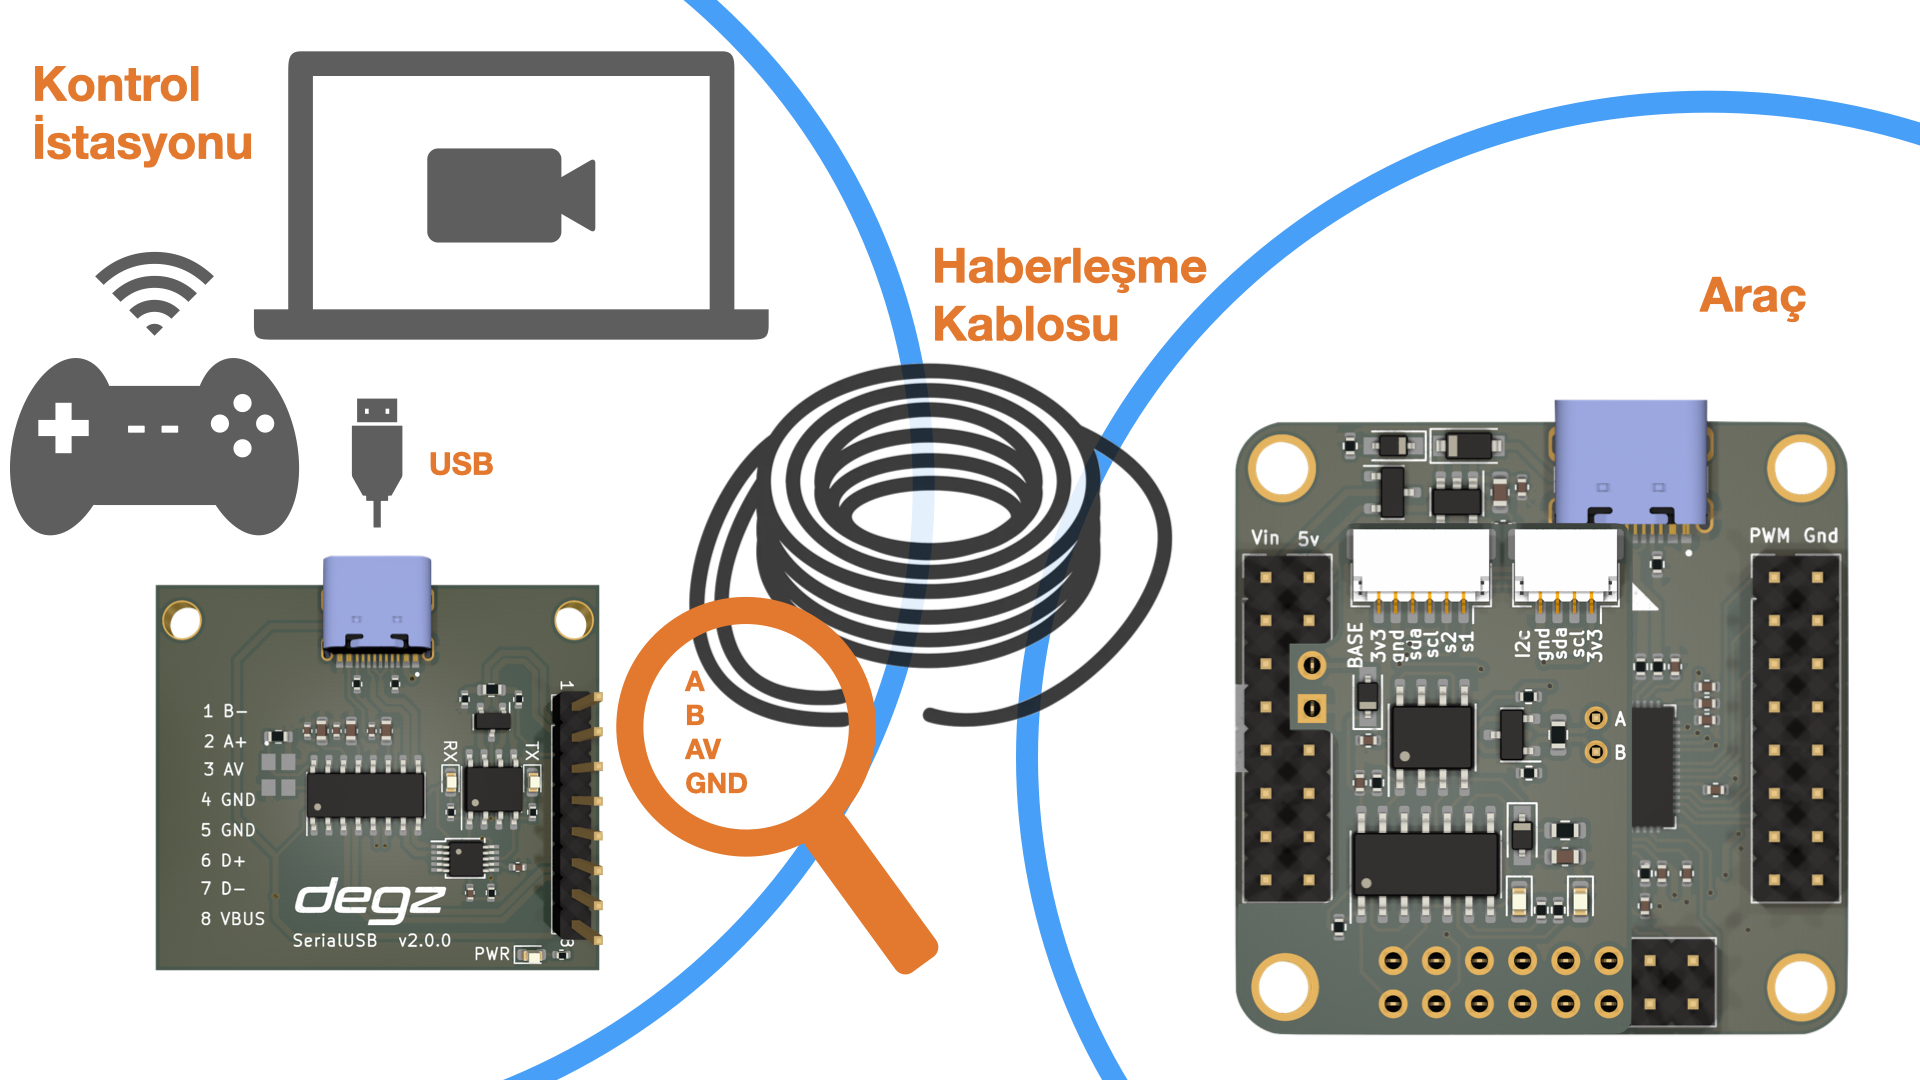 Kontrol
İstasyonu
USB
Haberleşme
Kablosu
Araç
1 B-
2 A+
3 AV
4 GND
5 GND
6 D+
7 D-
8 VBUS
1
RX
TX
degz
SerialUSB v2.0.0
PWR
8
A
B
AV
GND
Vin 5v
PWM Gnd
BASE
3v3
gnd
sda
scl
s2
s1
I2c
gnd
sda
scl
3v3
A
B